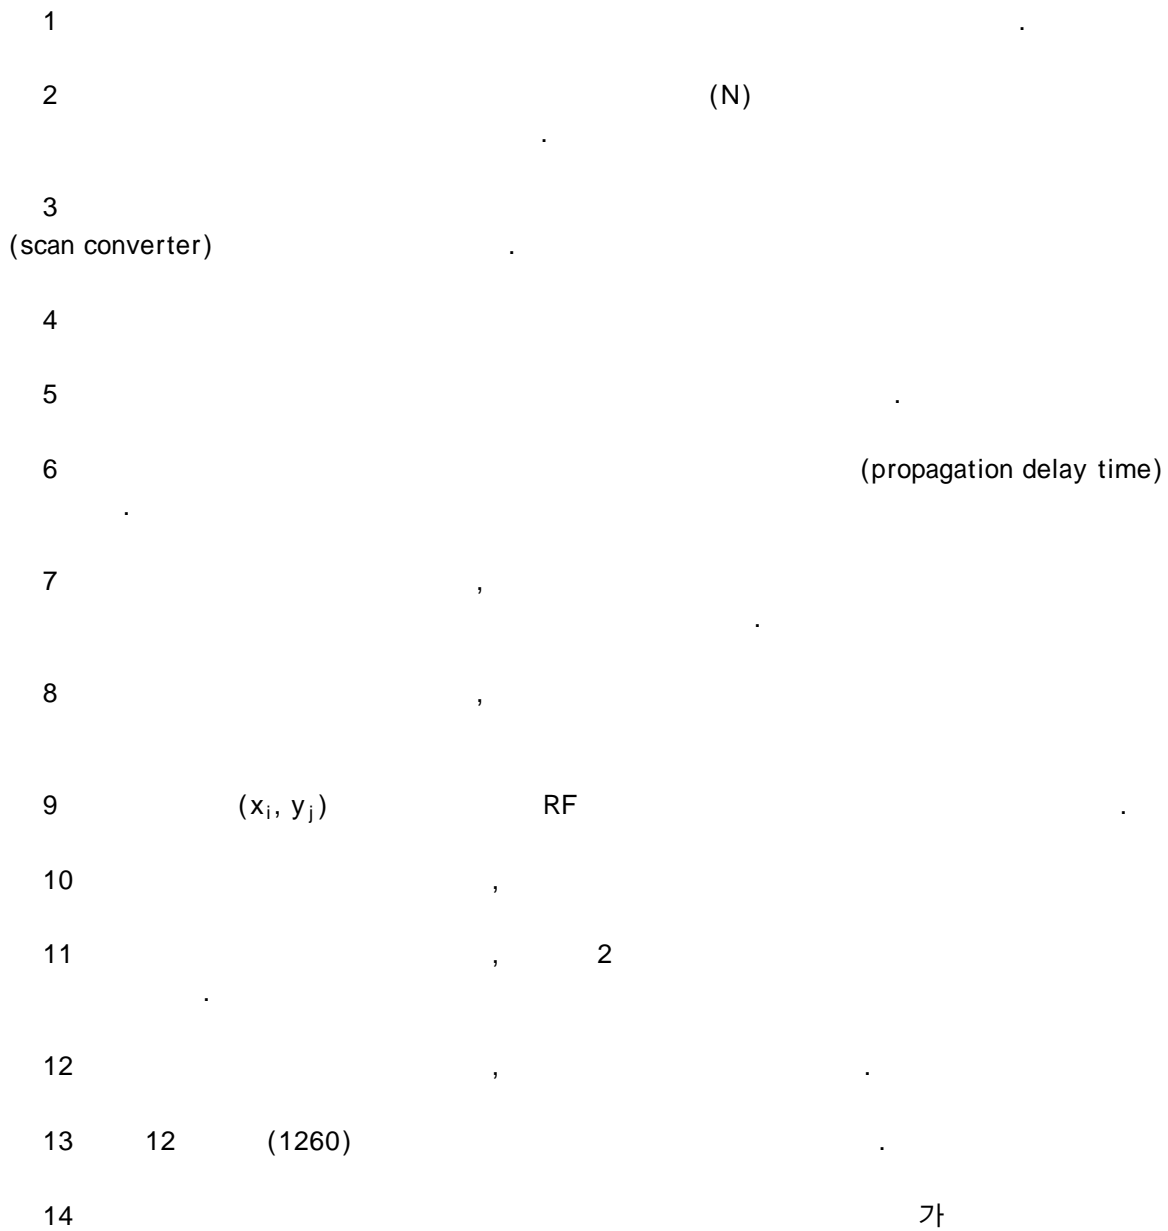 1 .
2 (N)
.
3
(scan converter) .
4
5 .
6 (propagation delay time)
.
7 ,
.
8 ,
9 (xᵢ, yⱼ) RF .
10 ,
11 , 2
.
12 , .
13 12 (1260) .
14 가